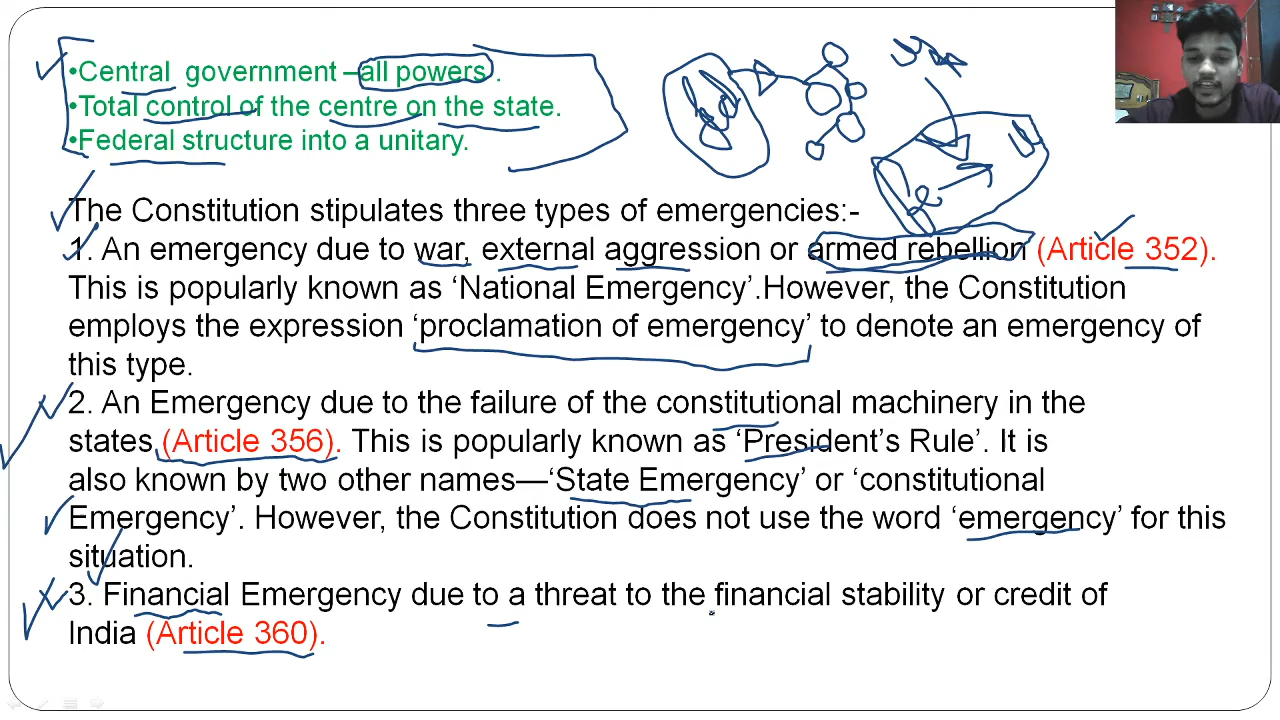 •Central government –all powers .
•Total control of the centre on the state.
•Federal structure into a unitary.
The Constitution stipulates three types of emergencies:-
1. An emergency due to war, external aggression or armed rebellion (Article 352).
This is popularly known as ‘National Emergency’.However, the Constitution
employs the expression ‘proclamation of emergency’ to denote an emergency of
this type.
2. An Emergency due to the failure of the constitutional machinery in the
states (Article 356). This is popularly known as ‘President’s Rule’. It is
also known by two other names—‘State Emergency’ or ‘constitutional
Emergency’. However, the Constitution does not use the word ‘emergency’ for this
situation.
3. Financial Emergency due to a threat to the financial stability or credit of
India (Article 360).